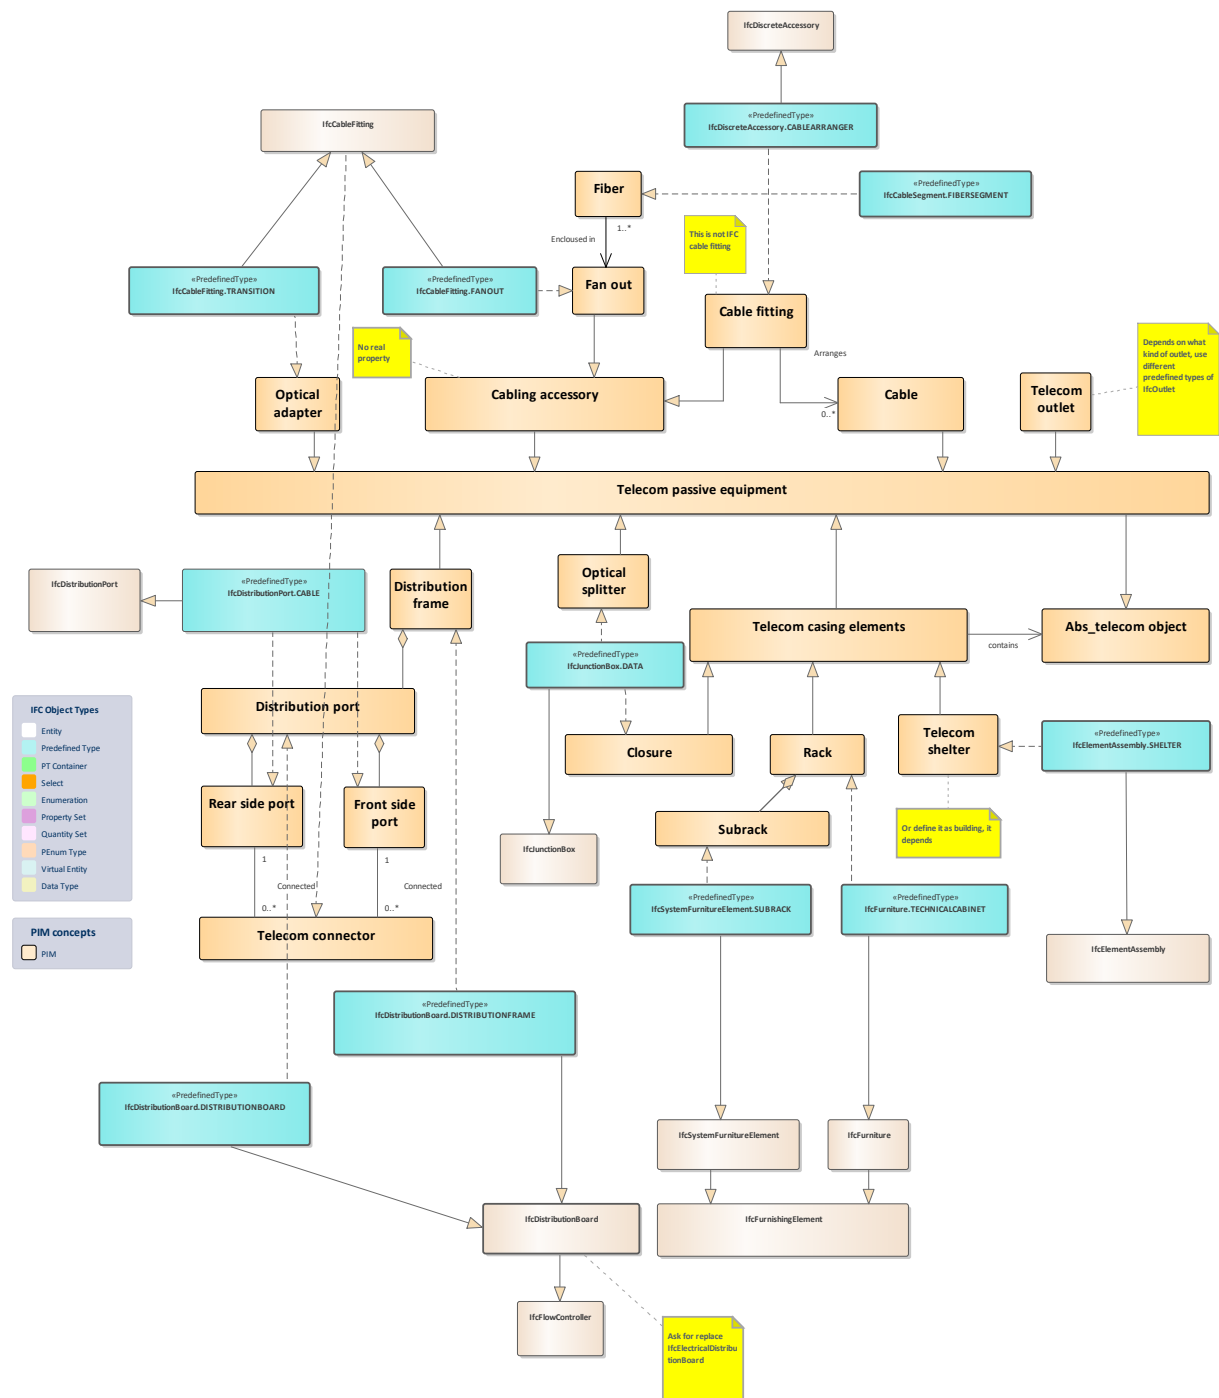 IfcDiscreteAccessory
«PredefinedType»
IfcDiscreteAccessory.CABLEARRANGER
IfcCableFitting
Fiber
«PredefinedType»
IfcCableSegment.FIBERSEGMENT
1..*
Encloused in
This is not IFC
cable fitting
«PredefinedType»
IfcCableFitting.TRANSITION
«PredefinedType»
IfcCableFitting.FANOUT
Fan out
Cable fitting
No real
property
Arranges
Depends on what
kind of outlet, use
different
predefined types of
IfcOutlet
Optical
adapter
Cabling accessory
Cable
0..*
Telecom
outlet
Telecom passive equipment
IfcDistributionPort
«PredefinedType»
IfcDistributionPort.CABLE
Distribution
frame
Optical
splitter
Telecom casing elements
contains
Abs_telecom object
«PredefinedType»
IfcJunctionBox.DATA
Distribution port
IFC Object Types
Entity
Predefined Type
PT Container
Select
Enumeration
Property Set
Quantity Set
PEnum Type
Virtual Entity
Data Type
Closure
Rack
Telecom
shelter
«PredefinedType»
IfcElementAssembly.SHELTER
Rear side port
Front side
port
Subrack
Or define it as building, it
depends
IfcJunctionBox
1
1
Connected
Connected
0..*
0..*
«PredefinedType»
IfcSystemFurnitureElement.SUBRACK
«PredefinedType»
IfcFurniture.TECHNICALCABINET
PIM concepts
PIM
Telecom connector
IfcElementAssembly
«PredefinedType»
IfcDistributionBoard.DISTRIBUTIONFRAME
«PredefinedType»
IfcDistributionBoard.DISTRIBUTIONBOARD
IfcSystemFurnitureElement
IfcFurniture
IfcDistributionBoard
IfcFurnishingElement
IfcFlowController
Ask for replace
IfcElectricalDistribu
tionBoard